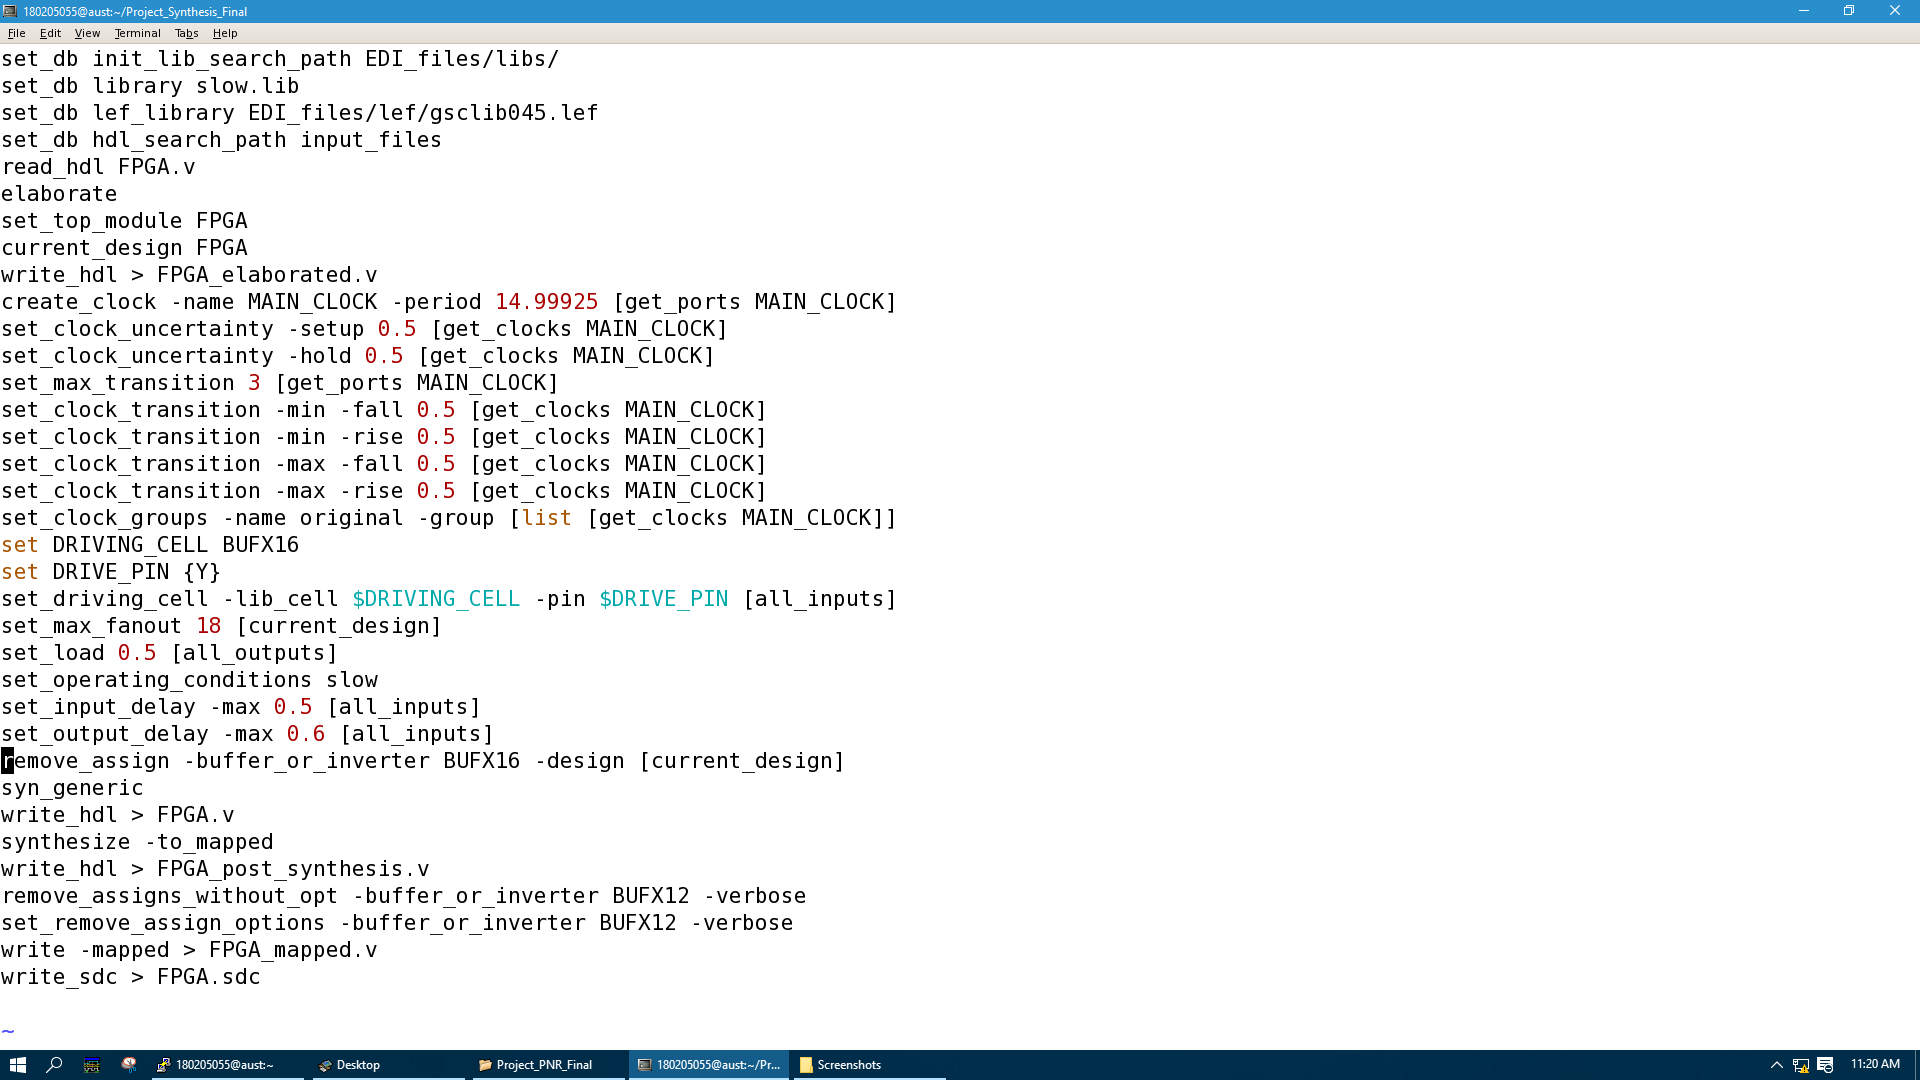 180205055@aust:~/Project_Synthesis_Final
File Edit View Terminal Tabs Help
set_db init_lib_search_path EDI_files/libs/
set_db library slow.lib
set_db lef_library EDI_files/lef/gsclib045.lef
set_db hdl_search_path input_files
read_hdl FPGA.v
elaborate
set_top_module FPGA
current_design FPGA
write_hdl > FPGA_elaborated.v
create_clock -name MAIN_CLOCK -period 14.99925 [get_ports MAIN_CLOCK]
set_clock_uncertainty -setup 0.5 [get_clocks MAIN_CLOCK]
set_clock_uncertainty -hold 0.5 [get_clocks MAIN_CLOCK]
set_max_transition 3 [get_ports MAIN_CLOCK]
set_clock_transition -min -fall 0.5 [get_clocks MAIN_CLOCK]
set_clock_transition -min -rise 0.5 [get_clocks MAIN_CLOCK]
set_clock_transition -max -fall 0.5 [get_clocks MAIN_CLOCK]
set_clock_transition -max -rise 0.5 [get_clocks MAIN_CLOCK]
set_clock_groups -name original -group [list [get_clocks MAIN_CLOCK]]
set DRIVING_CELL BUFX16
set DRIVE_PIN {Y}
set_driving_cell -lib_cell $DRIVING_CELL -pin $DRIVE_PIN [all_inputs]
set_max_fanout 18 [current_design]
set_load 0.5 [all_outputs]
set_operating_conditions slow
set_input_delay -max 0.5 [all_inputs]
set_output_delay -max 0.6 [all_inputs]
remove_assign -buffer_or_inverter BUFX16 -design [current_design]
syn_generic
write_hdl > FPGA.v
synthesize -to_mapped
write_hdl > FPGA_post_synthesis.v
remove_assigns_without_opt -buffer_or_inverter BUFX12 -verbose
set_remove_assign_options -buffer_or_inverter BUFX12 -verbose
write -mapped > FPGA_mapped.v
write_sdc > FPGA.sdc
~
180205055@aust:~ Desktop Project_PNR_Final 180205055@aust:~/Pr... Screenshots 11:20 AM